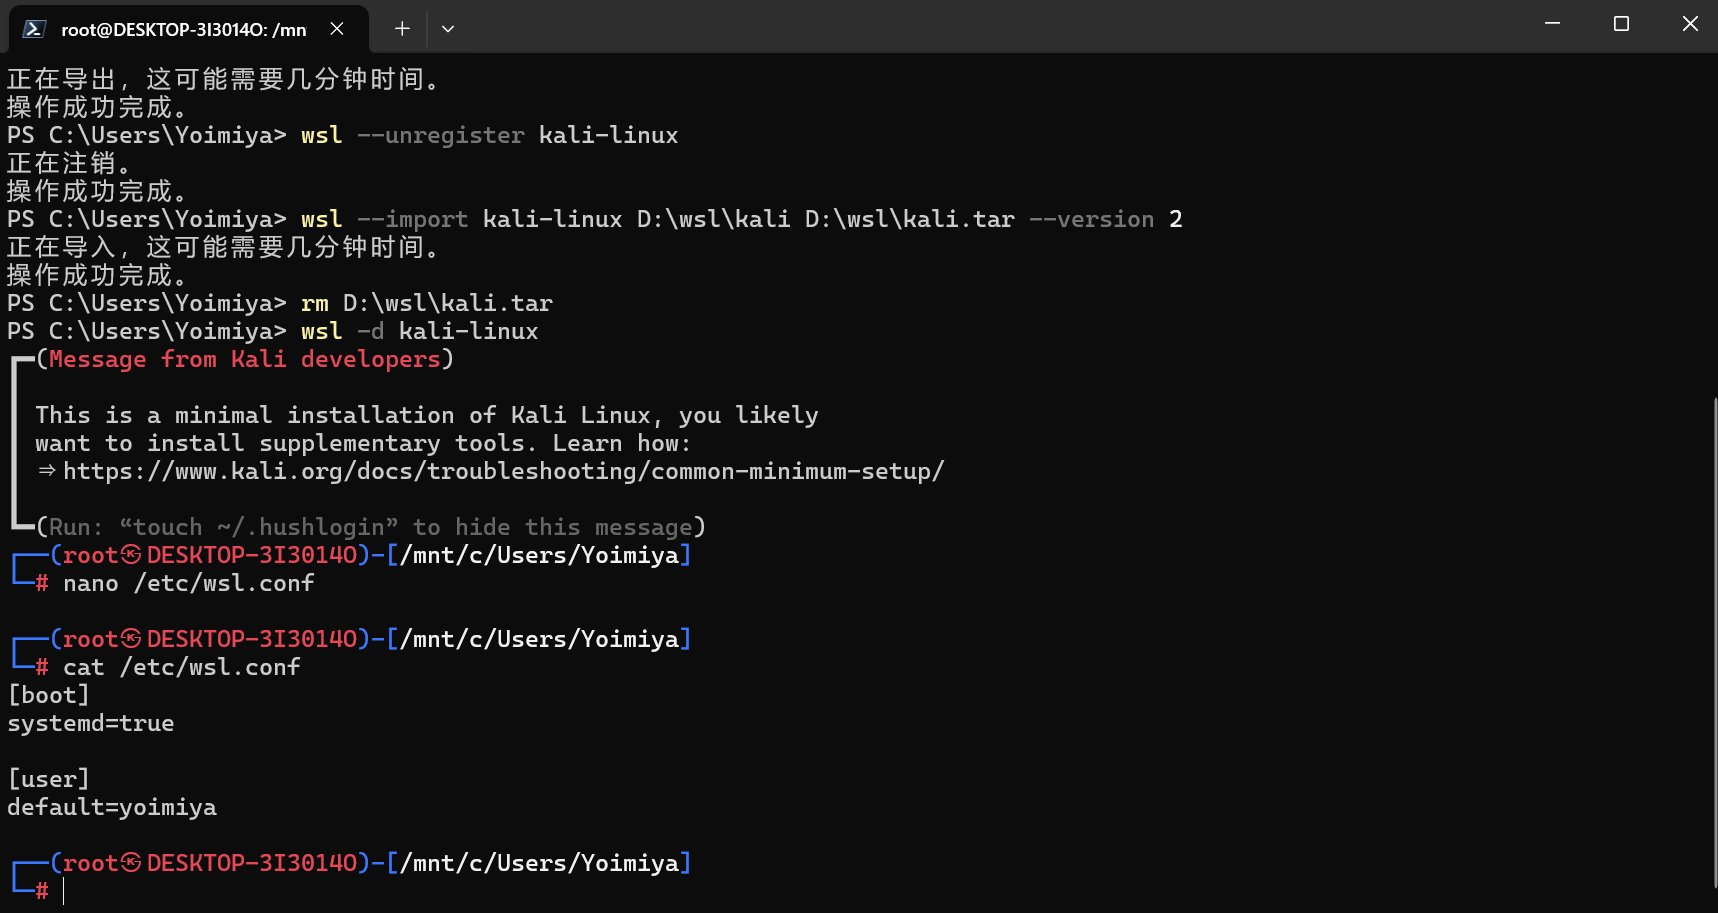 root@DESKTOP-3I3014O: /mn
正在导出，这可能需要几分钟时间。
操作成功完成。
PS C:\Users\Yoimiya> wsl --unregister kali-linux
正在注销。
操作成功完成。
PS C:\Users\Yoimiya> wsl --import kali-linux D:\wsl\kali D:\wsl\kali.tar --version 2
正在导入，这可能需要几分钟时间。
操作成功完成。
PS C:\Users\Yoimiya> rm D:\wsl\kali.tar
PS C:\Users\Yoimiya> wsl -d kali-linux
┏━(Message from Kali developers)
┃
┃ This is a minimal installation of Kali Linux, you likely
┃ want to install supplementary tools. Learn how:
┃ ⇒ https://www.kali.org/docs/troubleshooting/common-minimum-setup/
┃
┗━(Run: “touch ~/.hushlogin” to hide this message)
┌──(root㉿DESKTOP-3I3014O)-[/mnt/c/Users/Yoimiya]
└─# nano /etc/wsl.conf
┌──(root㉿DESKTOP-3I3014O)-[/mnt/c/Users/Yoimiya]
└─# cat /etc/wsl.conf
[boot]
systemd=true
[user]
default=yoimiya
┌──(root㉿DESKTOP-3I3014O)-[/mnt/c/Users/Yoimiya]
└─#